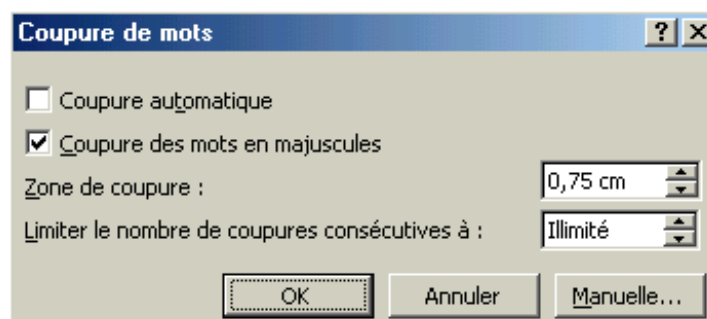 Coupure de mots
Coupure automatique
Coupure des mots en majuscules
Zone de coupure : 0,75 cm
Limiter le nombre de coupures consécutives à : Illimité
OK Annuler Manuelle...